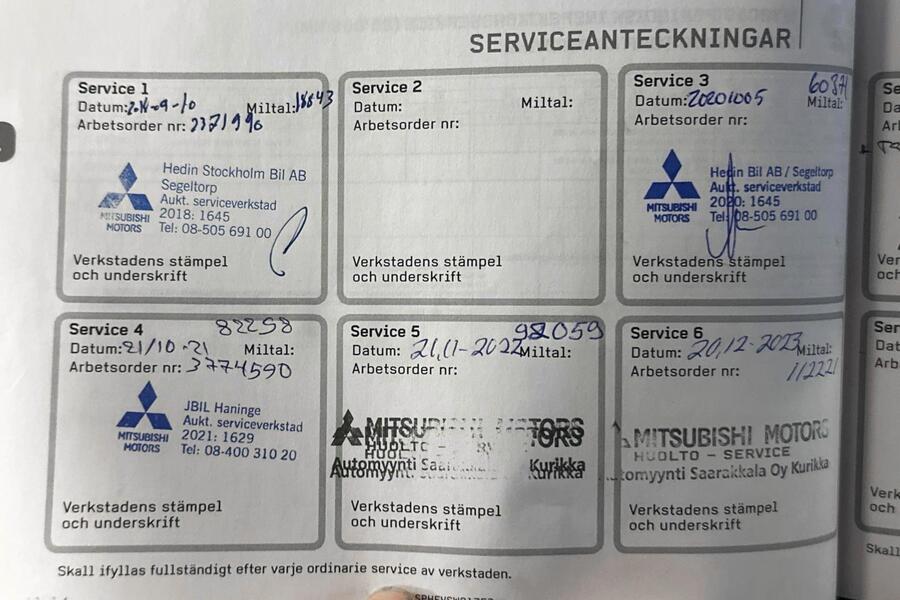 SERVICEANTECKNINGAR
Service 1
Datum: Miltal:
Arbetsorder nr:
Hedin Stockholm Bil AB
Segeltorp
Aukt. serviceverkstad
2018: 1645
Tel: 08-505 691 00
MITSUBISHI
MOTORS
Verkstadens stämpel
och underskrift
Service 2
Datum: Miltal:
Arbetsorder nr:
Verkstadens stämpel
och underskrift
Service 3
Datum: 20201005 Miltal:
Arbetsorder nr:
Hedin Bil AB / Segeltorp
Aukt. serviceverkstad
2020: 1645
Tel: 08-505 691 00
MITSUBISHI
MOTORS
Verkstadens stämpel
och underskrift
Service 4 82258
Datum: 21/10 -21 Miltal:
Arbetsorder nr: 3774590
JBIL Haninge
Aukt. serviceverkstad
2021: 1629
Tel: 08-400 310 20
MITSUBISHI
MOTORS
Verkstadens stämpel
och underskrift
Service 5 92059
Datum: 21.11-2022 Miltal:
Arbetsorder nr:
MITSUBISHI MOTORS
HUOLTO -
Automyynti Kurikka
Verkstadens stämpel
och underskrift
Service 6
Datum: 20.12-2023 Miltal:
Arbetsorder nr: 112221
MITSUBISHI MOTORS
HUOLTO - SERVICE
Automyynti Saarakkala Oy Kurikka
Verkstadens stämpel
och underskrift
Skall ifyllas fullständigt efter varje ordinarie service av verkstaden.